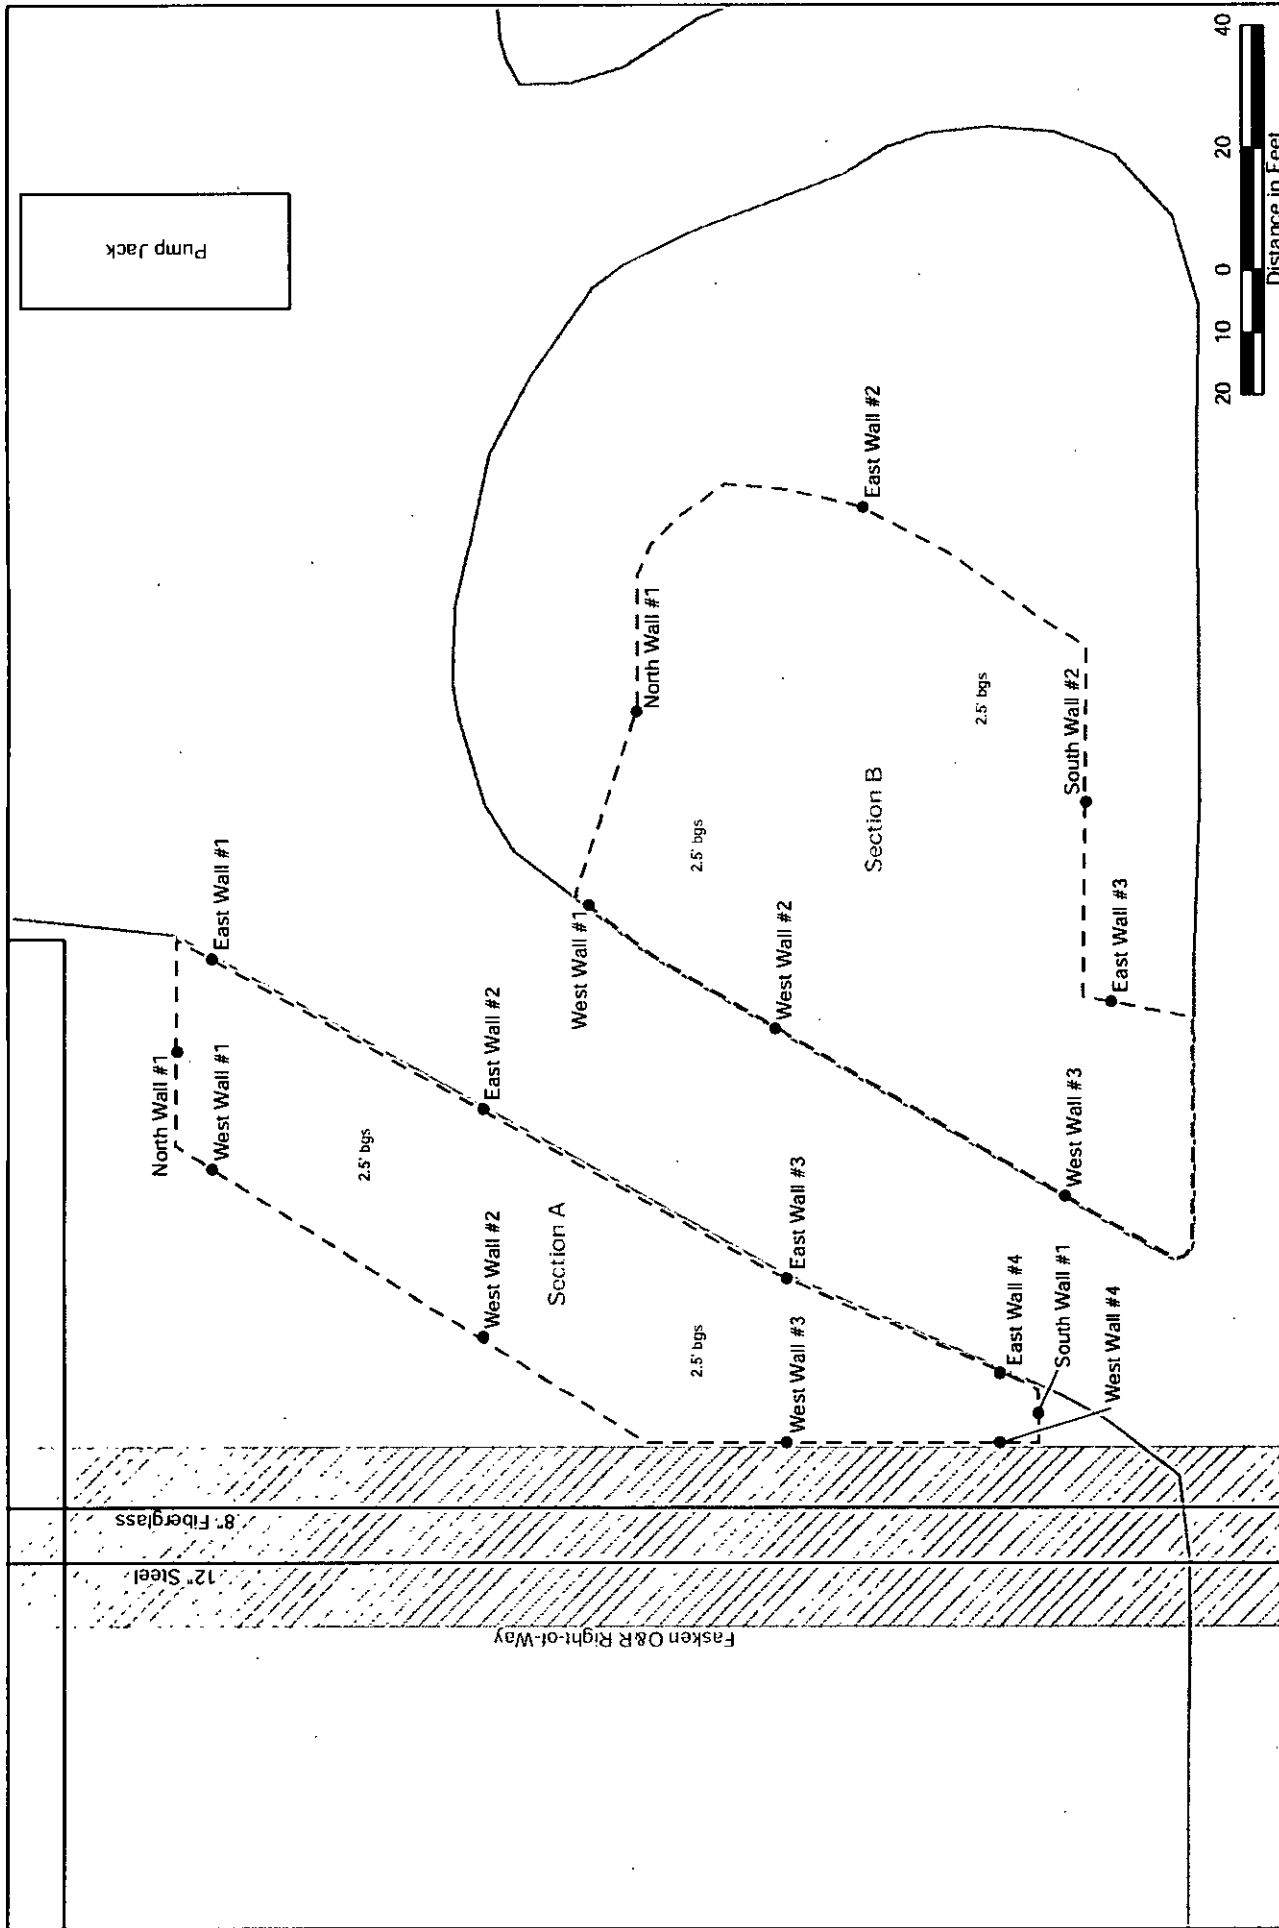 Pump Jack
East Wall #2
North Wall #1
2.5' bgs
South Wall #2
Section B
2.5' bgs
East Wall #3
West Wall #1
West Wall #2
West Wall #3
East Wall #1
North Wall #1
West Wall #1
East Wall #2
2.5' bgs
West Wall #2
Section A
East Wall #3
2.5' bgs
West Wall #3
East Wall #4
South Wall #1
West Wall #4
8" Fiberglass
12" Steel
Fasken O&R Right-of-Way
20 10 0 20 40
Distance in Feet